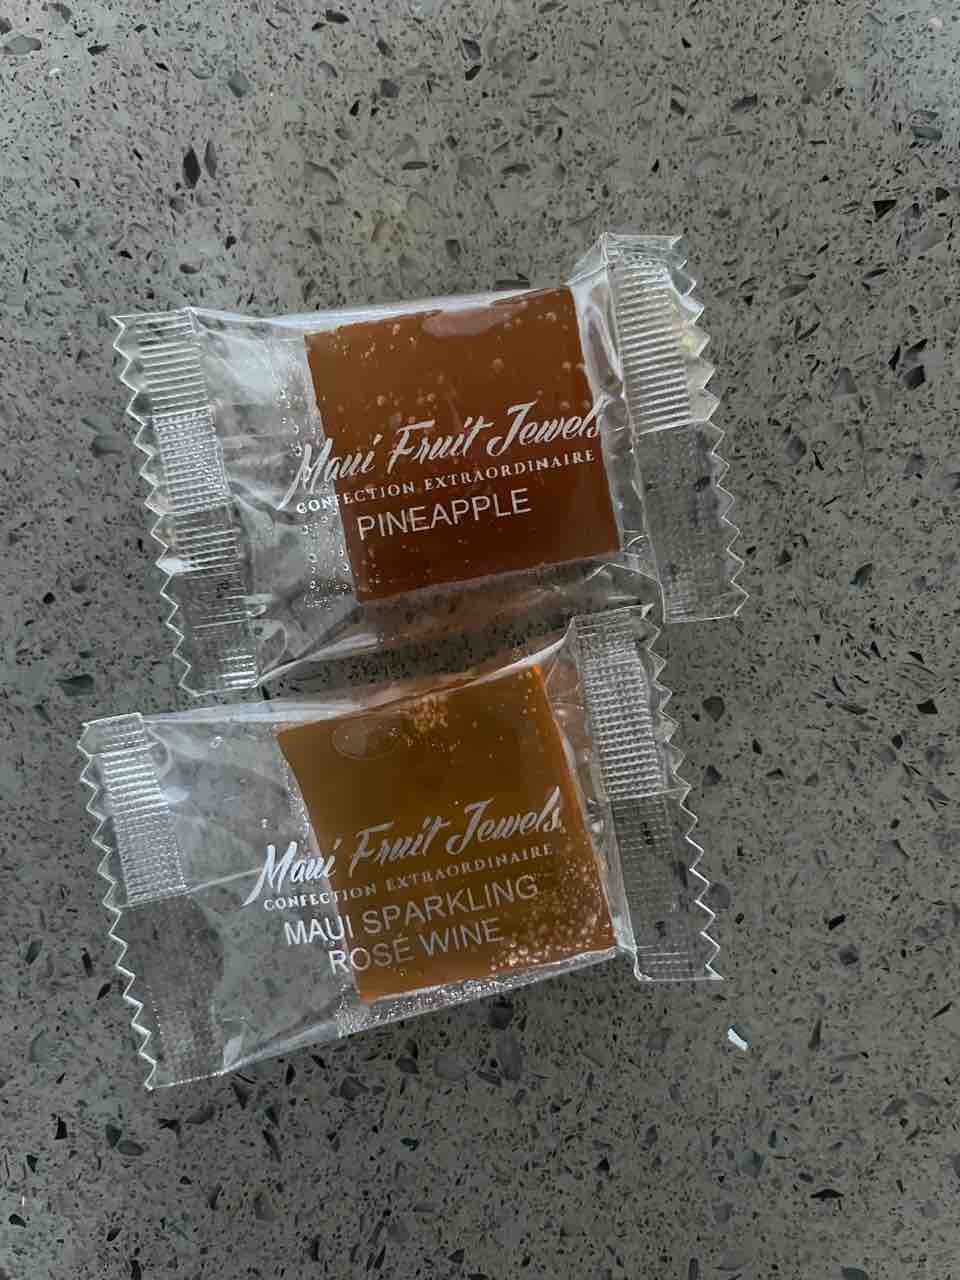 Maui Fruit Jewels
CONFECTION EXTRAORDINAIRE
PINEAPPLE
Maui Fruit Jewels
CONFECTION EXTRAORDINAIRE
MAUI SPARKLING
ROSÉ WINE